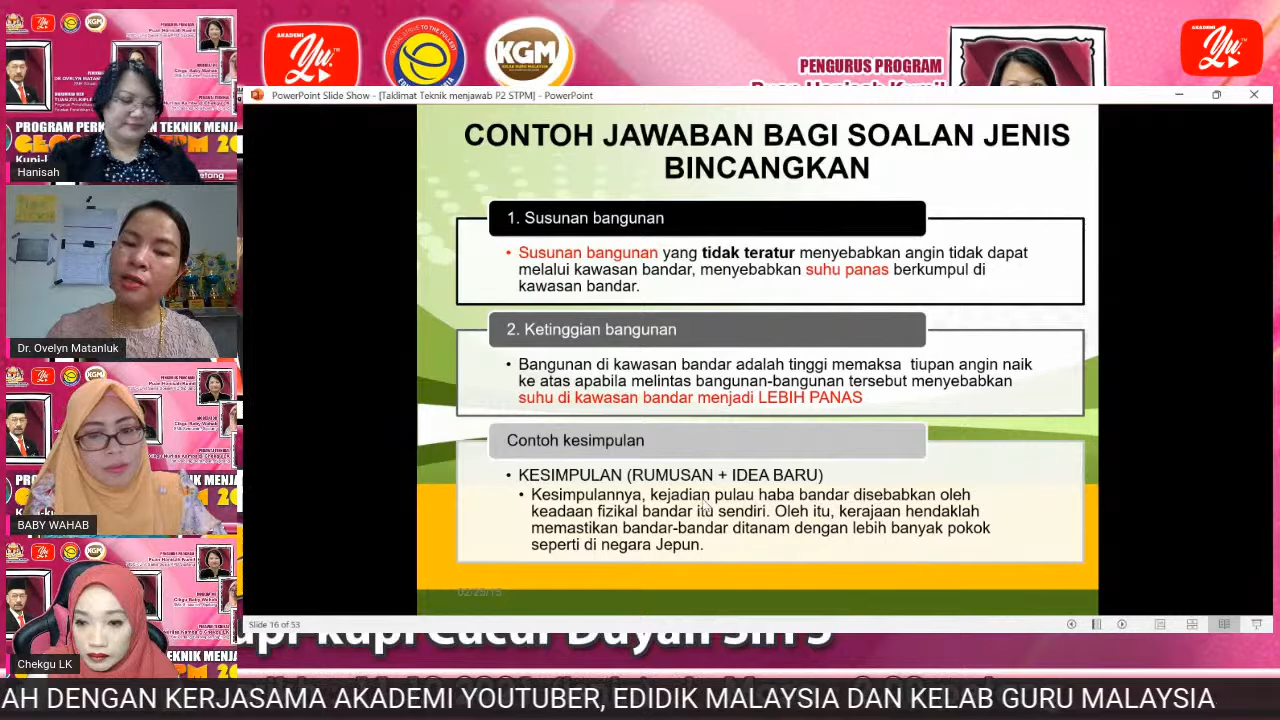 PENGURUS PROGRAM
KGM
PowerPoint Slide Show - [Taklimat Teknik menjawab P2 STPM] - PowerPoint
CONTOH JAWABAN BAGI SOALAN JENIS
BINCANGKAN
1. Susunan bangunan
• Susunan bangunan yang tidak teratur menyebabkan angin tidak dapat
melalui kawasan bandar, menyebabkan suhu panas berkumpul di
kawasan bandar.
2. Ketinggian bangunan
• Bangunan di kawasan bandar adalah tinggi memaksa tiupan angin naik
ke atas apabila melintas bangunan-bangunan tersebut menyebabkan
suhu di kawasan bandar menjadi LEBIH PANAS
Contoh kesimpulan
• KESIMPULAN (RUMUSAN + IDEA BARU)
• Kesimpulannya, kejadian pulau haba bandar disebabkan oleh
keadaan fizikal bandar itu sendiri. Oleh itu, kerajaan hendaklah
memastikan bandar-bandar ditanam dengan lebih banyak pokok
seperti di negara Jepun.
Slide 16 of 53
Hanisah
Dr. Ovelyn Matanluk
BABY WAHAB
Chekgu LK
AH DENGAN KERJASAMA AKADEMI YOUTUBER, EDIDIK MALAYSIA DAN KELAB GURU MALAYSIA